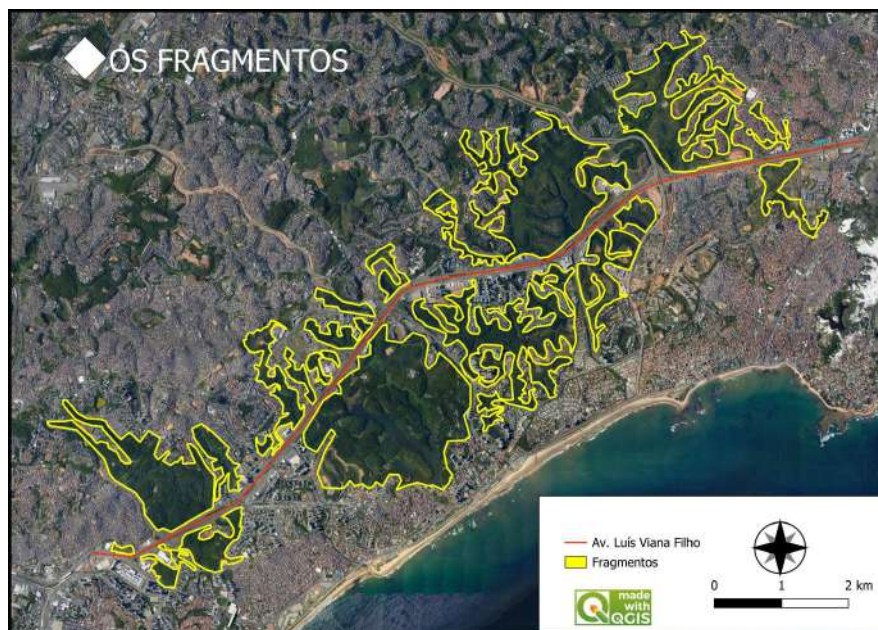 OS FRAGMENTOS
Av. Luís Viana Filho
Fragmentos
0 1 2 km
made
with
QGIS